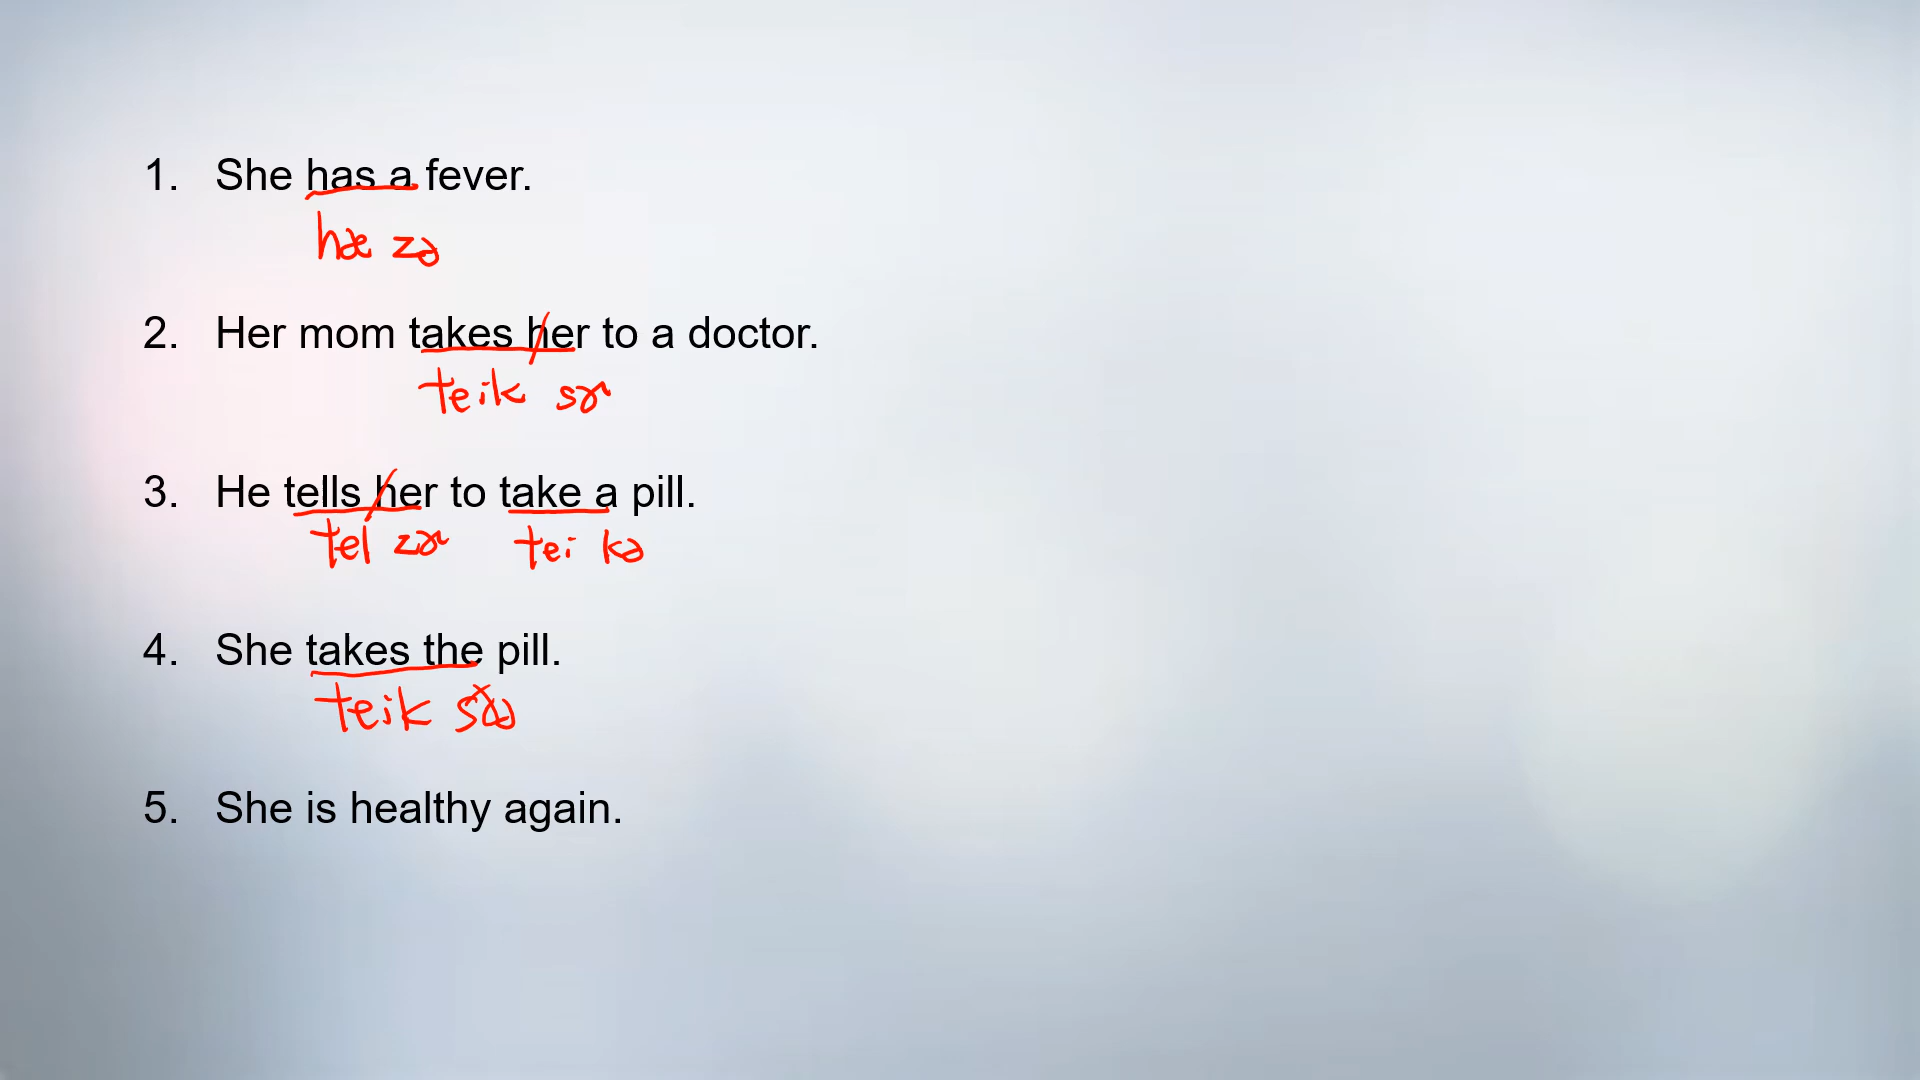 1. She has a fever.
hæ zə
2. Her mom takes her to a doctor.
teik sɚ
3. He tells her to take a pill.
tel zɚ tei kə
4. She takes the pill.
teik
5. She is healthy again.